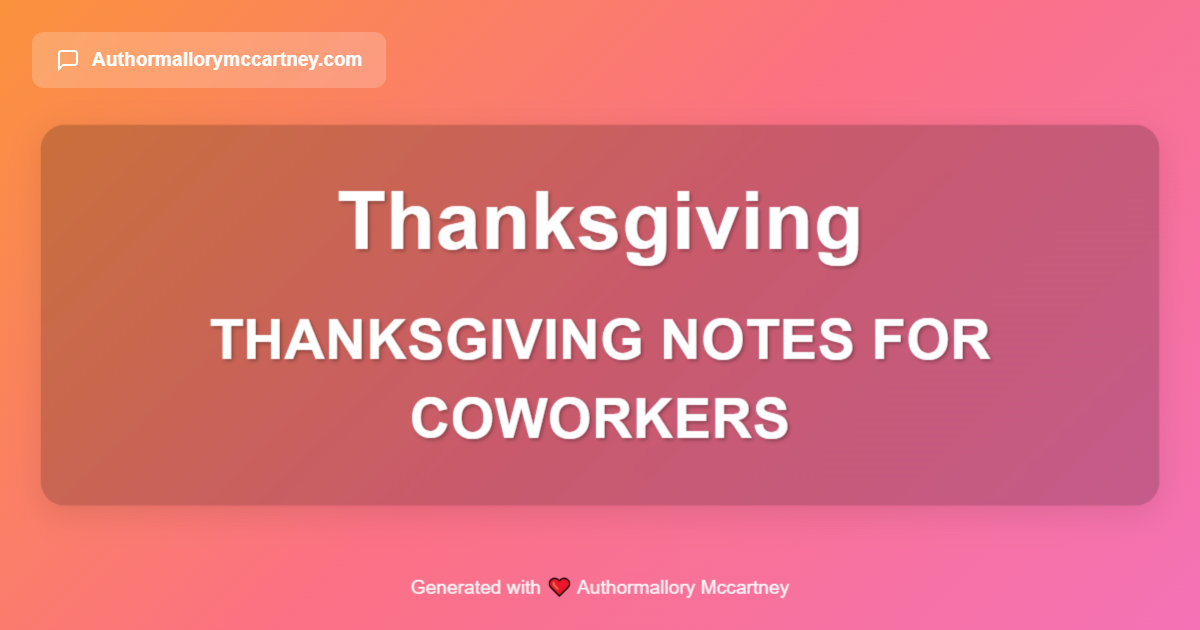 Authormallorymccartney.com
Thanksgiving
THANKSGIVING NOTES FOR
COWORKERS
Generated with ❤️ Authormallory Mccartney